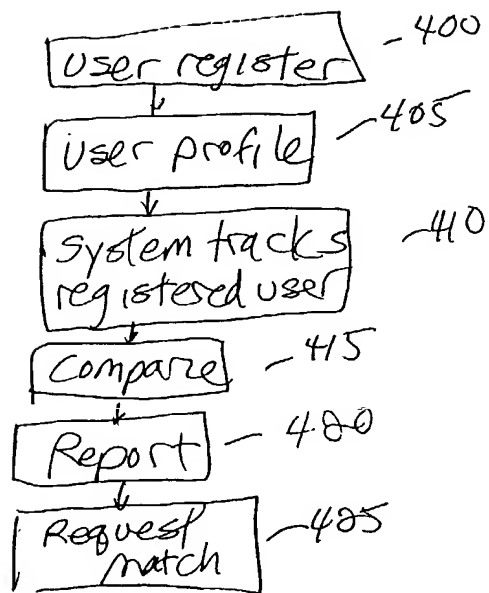 User register
400
User profile
405
System tracks
registered user
410
Compare
415
Report
420
Request
match
425